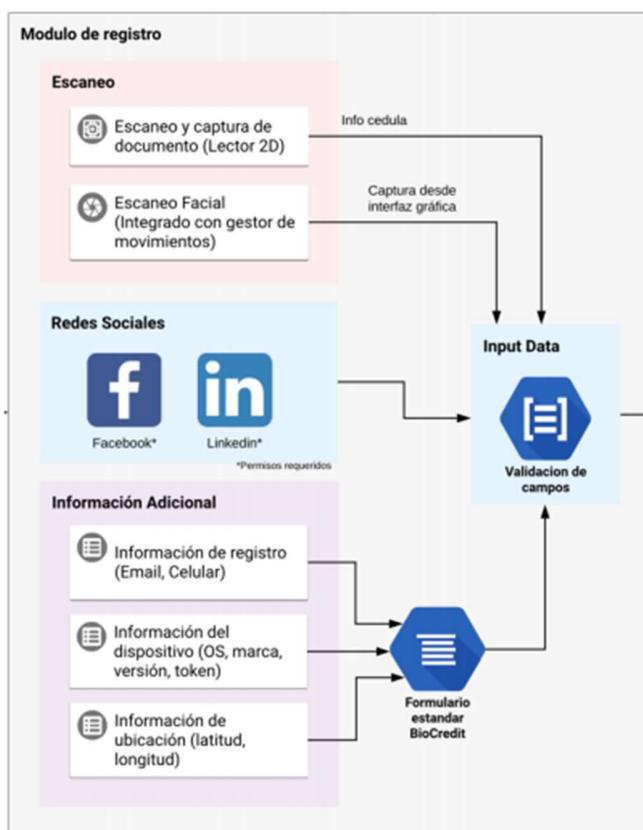 Modulo de registro
Escaneo
Escaneo y captura de
documento (Lector 2D)
Info cedula
Escaneo Facial
(Integrado con gestor de
movimientos)
Captura desde
interfaz gráfica
Redes Sociales
Facebook*
Linkedin*
*Permisos requeridos
Input Data
Validacion de
campos
Información Adicional
Información de registro
(Email, Celular)
Información del
dispositivo (OS, marca,
versión, token)
Información de
ubicación (latitud,
longitud)
Formulario
estandar
BioCredit